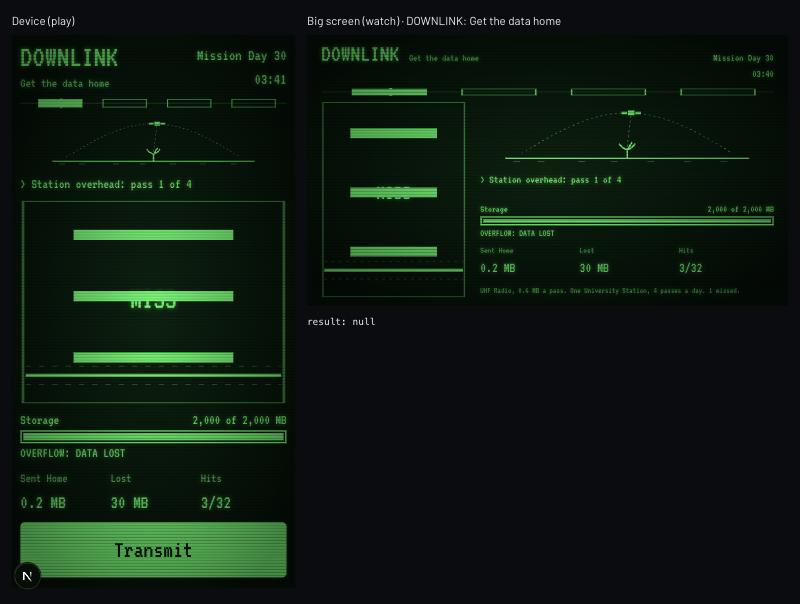 Device (play)
DOWNLINK
Mission Day 30
Get the data home
03:41
> Station overhead: pass 1 of 4
MISS
Storage
2,000 of 2,000 MB
OVERFLOW: DATA LOST
Sent Home
Lost
Hits
0.2 MB
30 MB
3/32
Transmit
N
Big screen (watch) · DOWNLINK: Get the data home
DOWNLINK
Get the data home
Mission Day 30
03:40
> Station overhead: pass 1 of 4
MISS
Storage
2,000 of 2,000 MB
OVERFLOW: DATA LOST
Sent Home
Lost
Hits
0.2 MB
30 MB
3/32
UHF Radio, 0.4 MB a pass. One University Station, 4 passes a day. 1 missed.
result: null